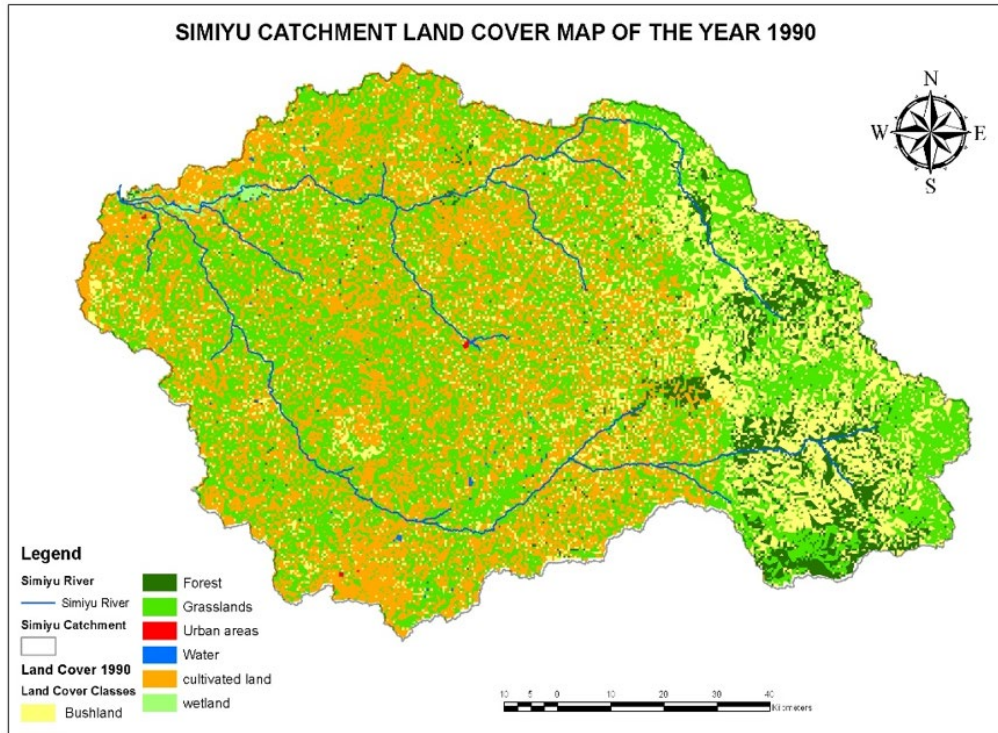 SIMIYU CATCHMENT LAND COVER MAP OF THE YEAR 1990
N
W E
S
Legend
Simiyu River
Simiyu River
Simiyu Catchment
Land Cover 1990
Land Cover Classes
Bushland
Forest
Grasslands
Urban areas
Water
cultivated land
wetland
10 5 0 10 20 30 40
Kilometers